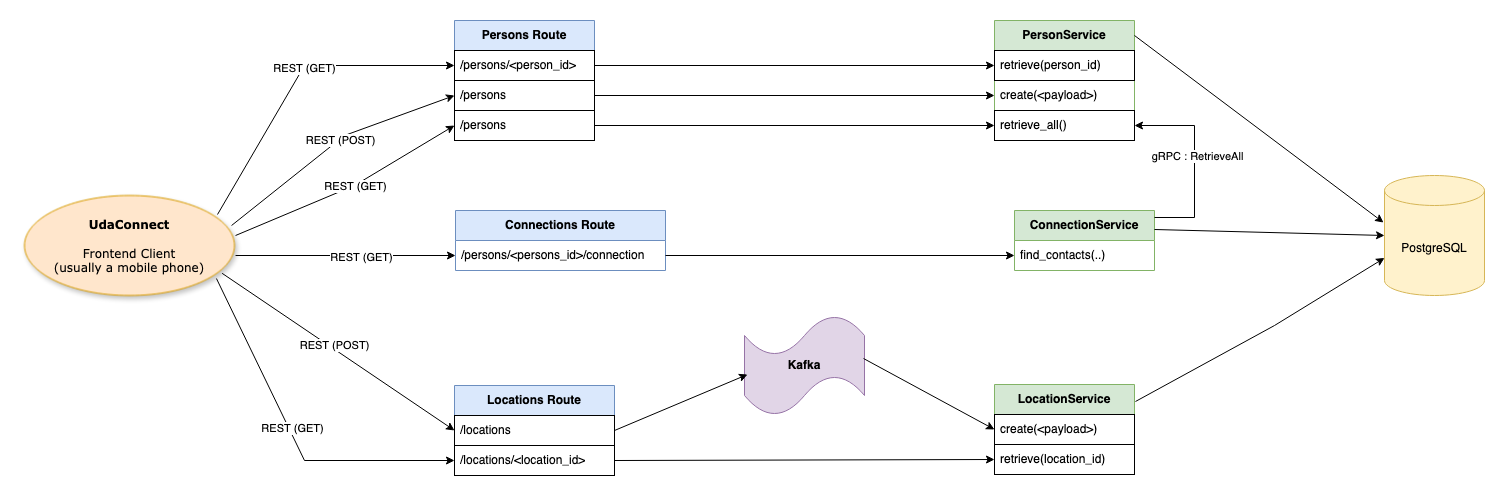 Persons Route
PersonService
REST (GET)
/persons/<person_id>
retrieve(person_id)
/persons
create(<payload>)
REST (POST)
/persons
retrieve_all()
gRPC : RetrieveAll
REST (GET)
UdaConnect
Frontend Client
(usually a mobile phone)
Connections Route
ConnectionService
REST (GET)
/persons/<persons_id>/connection
find_contacts(..)
PostgreSQL
REST (POST)
Kafka
Locations Route
LocationService
REST (GET)
/locations
create(<payload>)
/locations/<location_id>
retrieve(location_id)